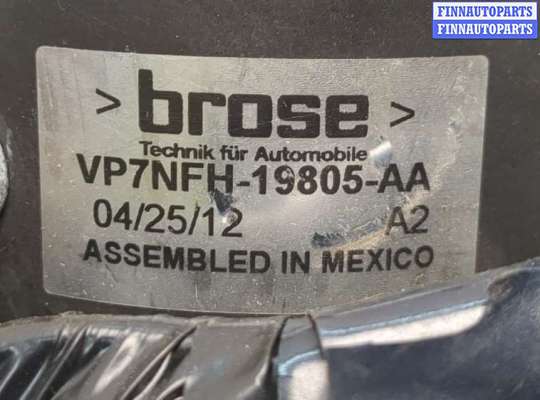 FINNAUTOPARTS
FINNAUTOPARTS
> brose >
Technik für Automobile
VP7NFH-19805-AA
04/25/12 A2
ASSEMBLED IN MEXICO